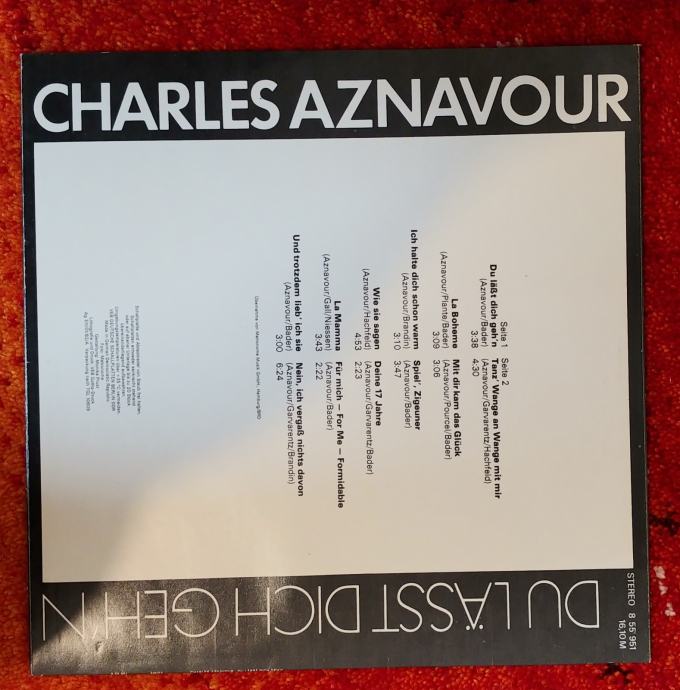 CHARLES AZNAVOUR
Seite 1
Du läßt dich geh'n
(Aznavour/Bader)
3:38
La Boheme
(Aznavour/Plante/Bader)
3:09
Ich halte dich schon warm
(Aznavour/Brandin)
3:10
Wie sie sagen
(Aznavour/Hachfeld)
4:53
La Mamma
(Aznavour/Gall/Niessen)
3:43
Und trotzdem lieb' ich sie
(Aznavour/Bader)
3:00
Seite 2
Tanz' Wange an Wange mit mir
(Aznavour/Garvarentz/Hachfeld)
4:30
Mit dir kam das Glück
(Aznavour/Pourcel/Bader)
3:06
Spiel', Zigeuner
(Aznavour/Bader)
3:47
Deine 17 Jahre
(Aznavour/Garvarentz/Bader)
2:23
Für mich – For Me – Formidable
(Aznavour/Bader)
2:22
Nein, ich vergaß nichts davon
(Aznavour/Garvarentz/Brandin)
6:24
DU LÄSST DICH GEH'N
STEREO 8 55 951
16,10 M